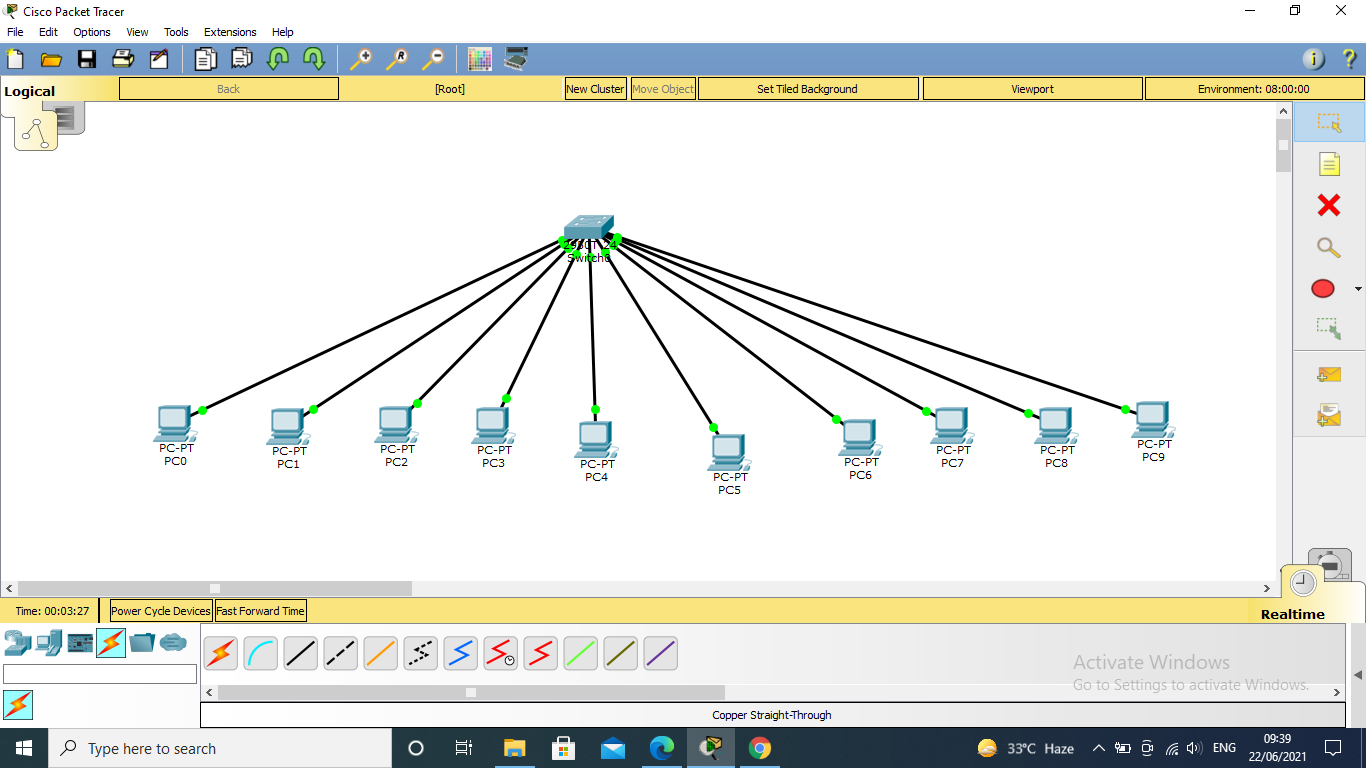 Cisco Packet Tracer
File Edit Options View Tools Extensions Help
Logical
Back
[Root]
New Cluster
Move Object
Set Tiled Background
Viewport
Environment: 08:00:00
Switch0
PC-PT
PC0
PC-PT
PC1
PC-PT
PC2
PC-PT
PC3
PC-PT
PC4
PC-PT
PC5
PC-PT
PC6
PC-PT
PC7
PC-PT
PC8
PC-PT
PC9
Time: 00:03:27
Power Cycle Devices
Fast Forward Time
Realtime
Activate Windows
Go to Settings to activate Windows.
Copper Straight-Through
Type here to search
33°C Haze
ENG
09:39
22/06/2021